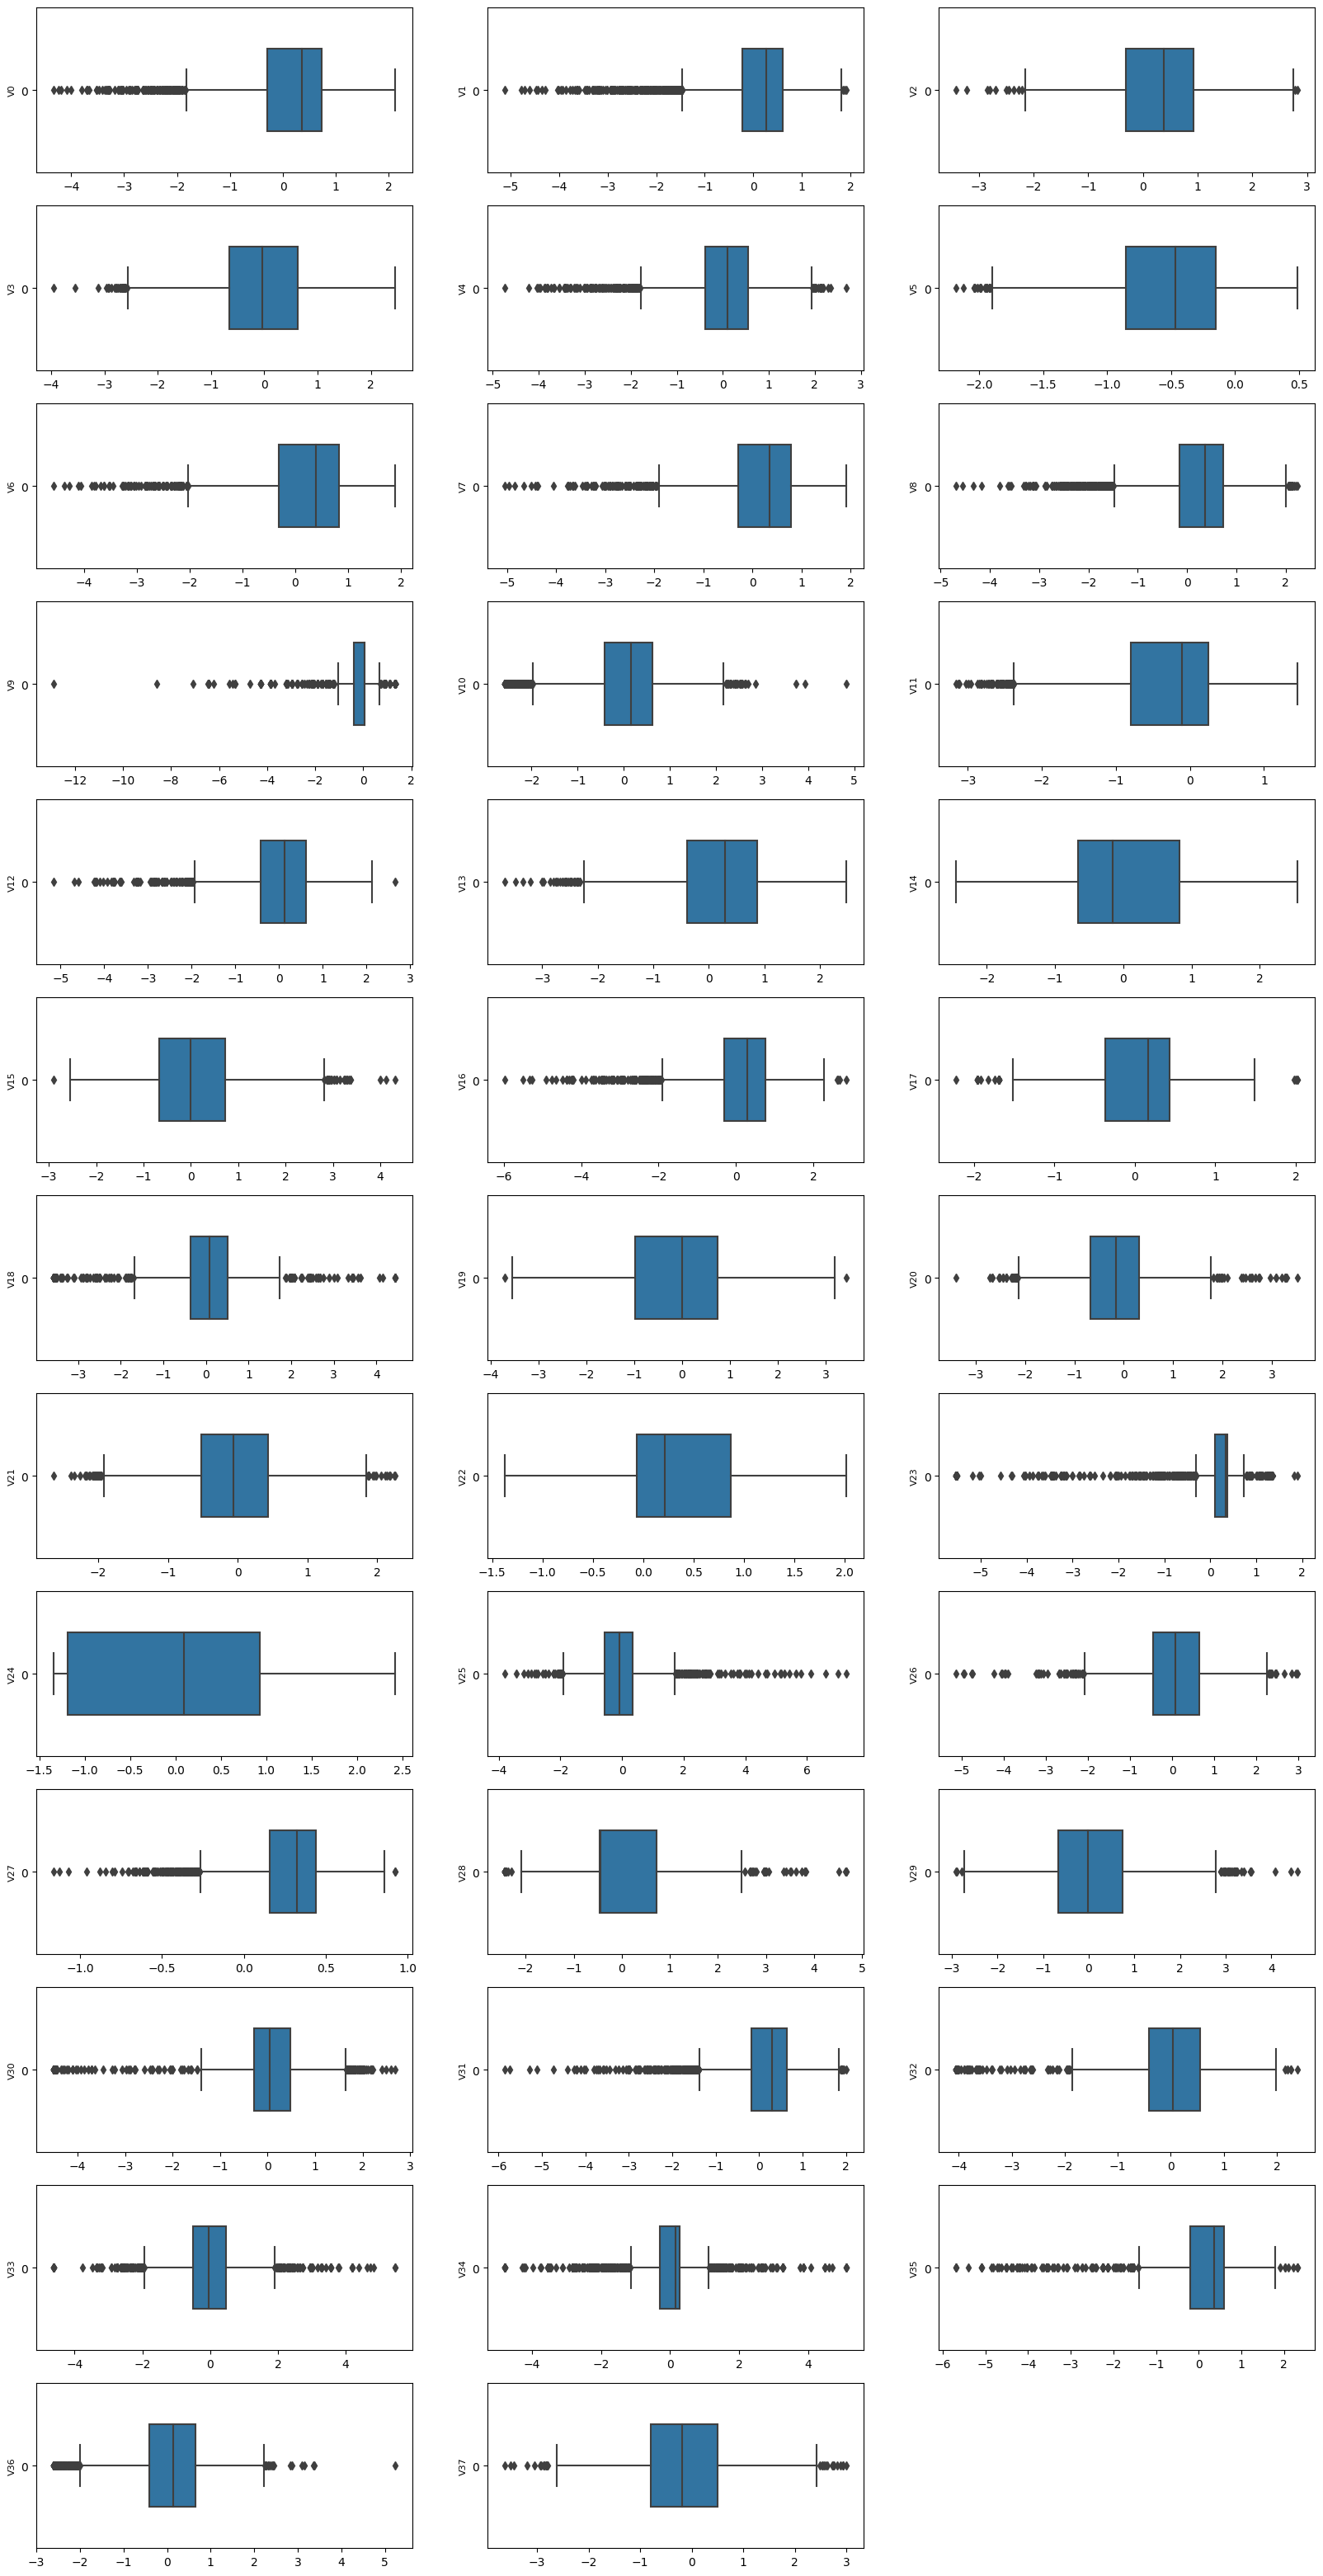 V0 0
−4 −3 −2 −1 0 1 2
V1 0
−5 −4 −3 −2 −1 0 1 2
V2 0
−3 −2 −1 0 1 2 3
V3 0
−4 −3 −2 −1 0 1 2
V4 0
−5 −4 −3 −2 −1 0 1 2 3
V5 0
−2.0 −1.5 −1.0 −0.5 0.0 0.5
V6 0
−4 −3 −2 −1 0 1 2
V7 0
−5 −4 −3 −2 −1 0 1 2
V8 0
−5 −4 −3 −2 −1 0 1 2
V9 0
−12 −10 −8 −6 −4 −2 0 2
V10 0
−2 −1 0 1 2 3 4 5
V11 0
−3 −2 −1 0 1
V12 0
−5 −4 −3 −2 −1 0 1 2 3
V13 0
−3 −2 −1 0 1 2
V14 0
−2 −1 0 1 2
V15 0
−3 −2 −1 0 1 2 3 4
V16 0
−6 −4 −2 0 2
V17 0
−2 −1 0 1 2
V18 0
−3 −2 −1 0 1 2 3 4
V19 0
−4 −3 −2 −1 0 1 2 3
V20 0
−3 −2 −1 0 1 2 3
V21 0
−2 −1 0 1 2
V22 0
−1.5 −1.0 −0.5 0.0 0.5 1.0 1.5 2.0
V23 0
−5 −4 −3 −2 −1 0 1 2
V24 0
−1.5 −1.0 −0.5 0.0 0.5 1.0 1.5 2.0 2.5
V25 0
−4 −2 0 2 4 6
V26 0
−5 −4 −3 −2 −1 0 1 2 3
V27 0
−1.0 −0.5 0.0 0.5 1.0
V28 0
−2 −1 0 1 2 3 4 5
V29 0
−3 −2 −1 0 1 2 3 4
V30 0
−4 −3 −2 −1 0 1 2 3
V31 0
−6 −5 −4 −3 −2 −1 0 1 2
V32 0
−4 −3 −2 −1 0 1 2
V33 0
−4 −2 0 2 4
V34 0
−4 −2 0 2 4
V35 0
−6 −5 −4 −3 −2 −1 0 1 2
V36 0
−3 −2 −1 0 1 2 3 4 5
V37 0
−3 −2 −1 0 1 2 3